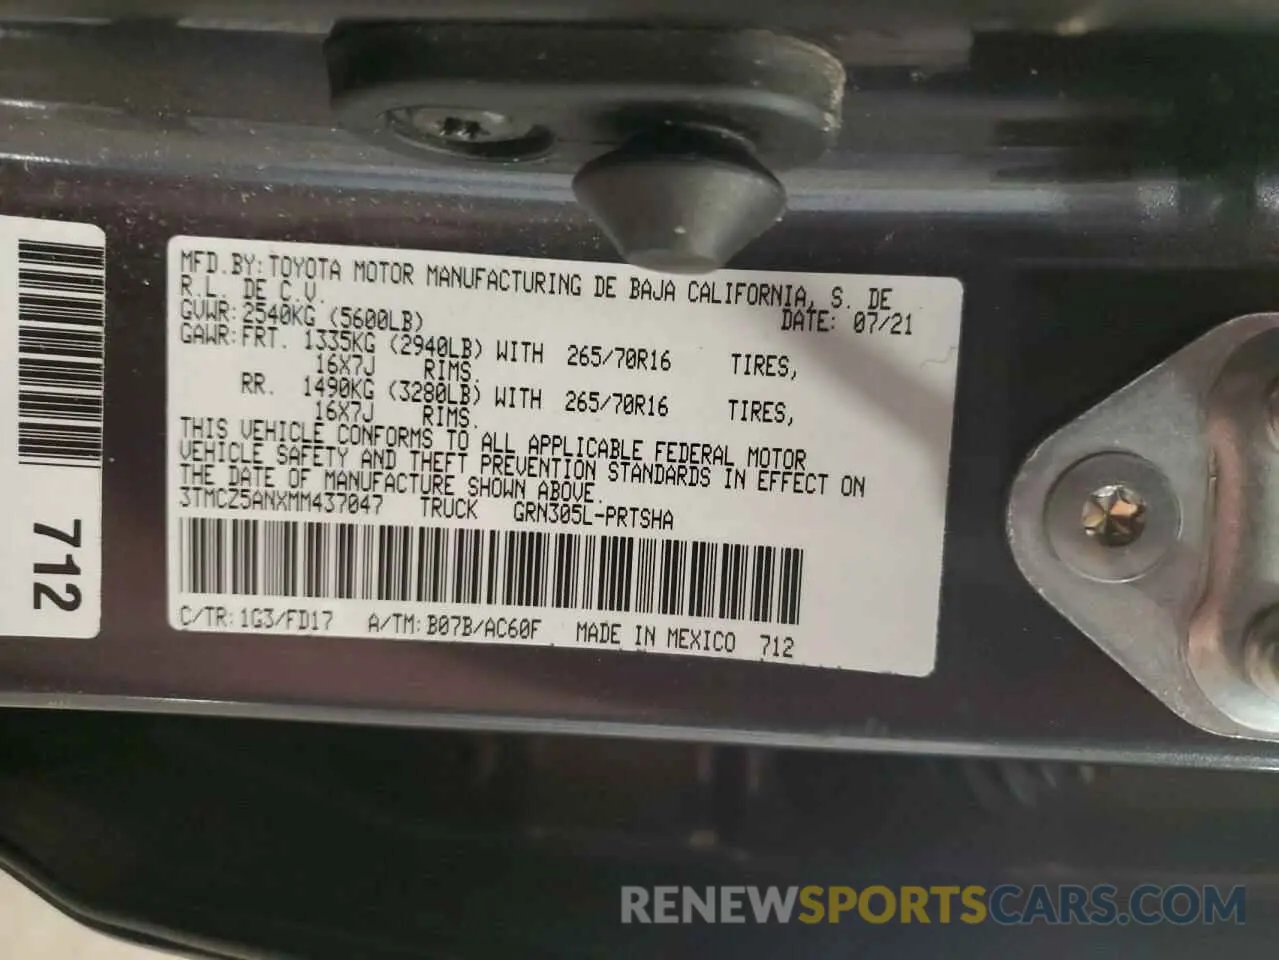 MFD.BY:TOYOTA MOTOR MANUFACTURING DE BAJA CALIFORNIA, S. DE
R.L. DE C.V.
GVWR:2540KG (5600LB) DATE: 07/21
GAWR:FRT. 1335KG (2940LB) WITH 265/70R16 TIRES,
16X7J RIMS.
RR. 1490KG (3280LB) WITH 265/70R16 TIRES,
16X7J RIMS.
THIS VEHICLE CONFORMS TO ALL APPLICABLE FEDERAL MOTOR
VEHICLE SAFETY AND THEFT PREVENTION STANDARDS IN EFFECT ON
THE DATE OF MANUFACTURE SHOWN ABOVE.
3TMCZ5ANXMM437047 TRUCK GRN305L-PRTSHA
C/TR:1G3/FD17 A/TM:B07B/AC60F MADE IN MEXICO 712
712
RENEWSPORTSCARS.COM